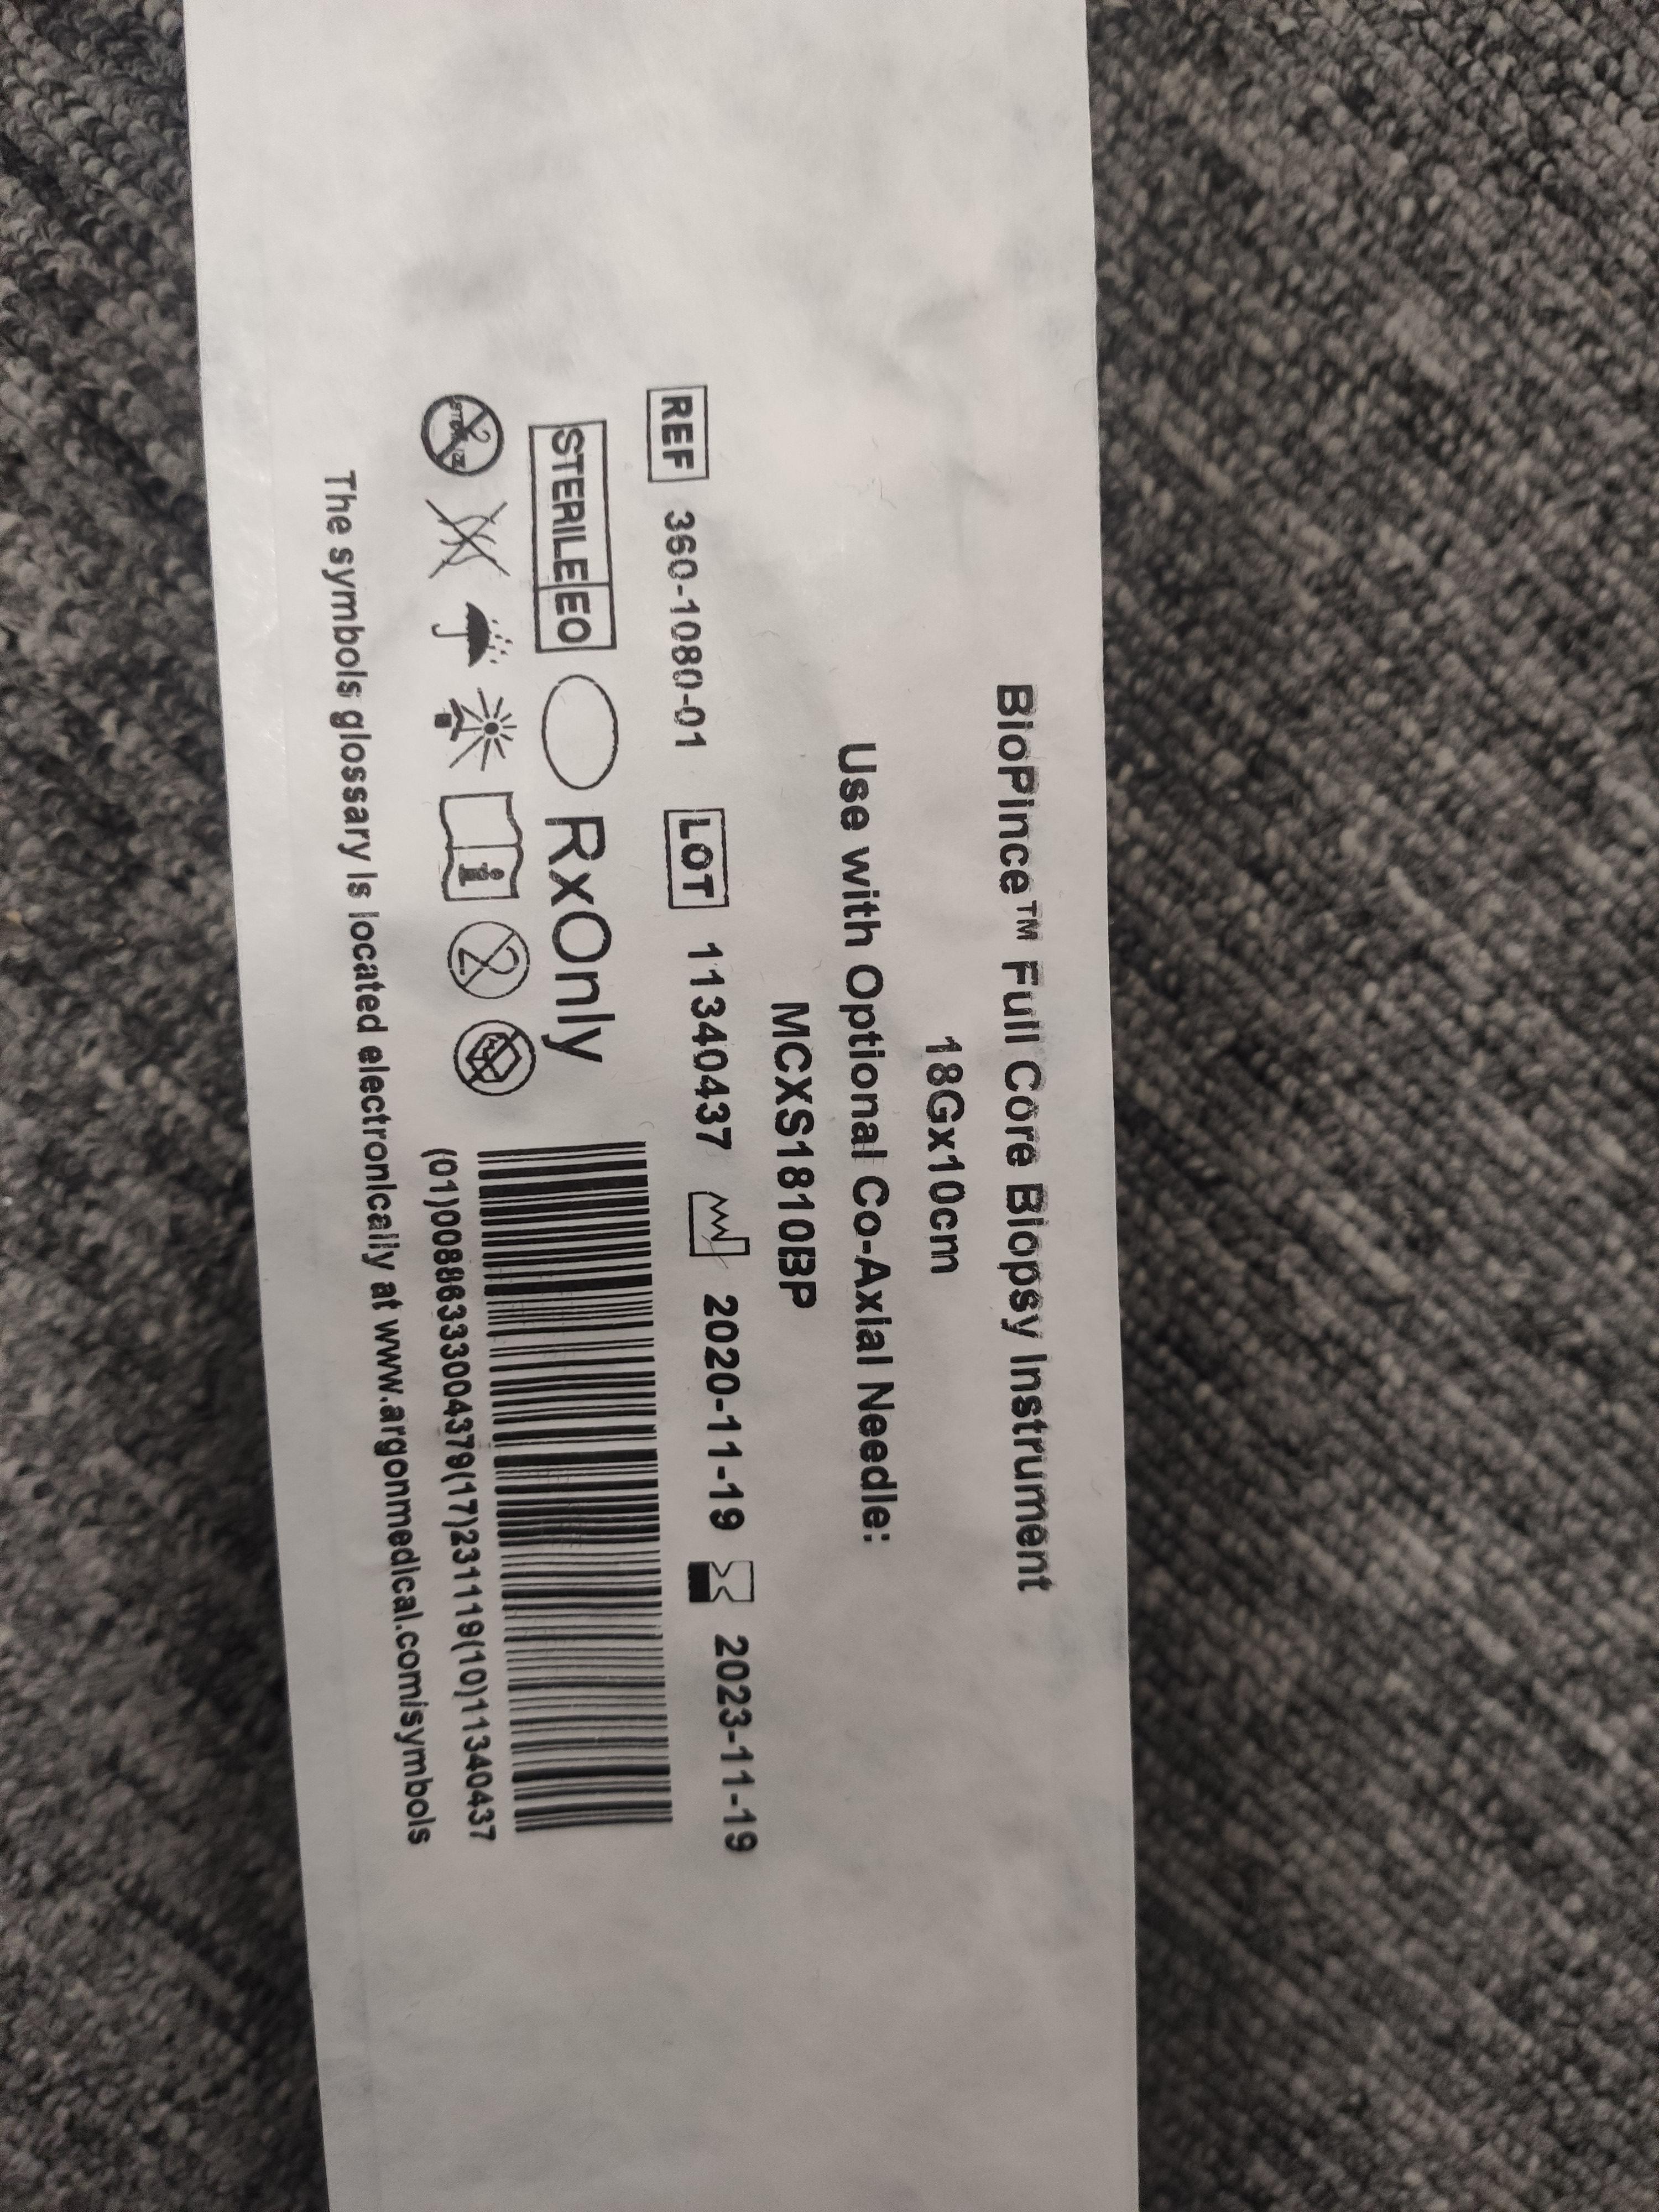 BioPince™ Full Core Biopsy Instrument
18Gx10cm
Use with Optional Co-Axial Needle:
MCXS1810BP
REF 360-1080-01 LOT 11340437 2020-11-19 2023-11-19
STERILE EO RxOnly
(01)00886333004379(17)231119(10)11340437
The symbols glossary is located electronically at www.argonmedical.com/symbols